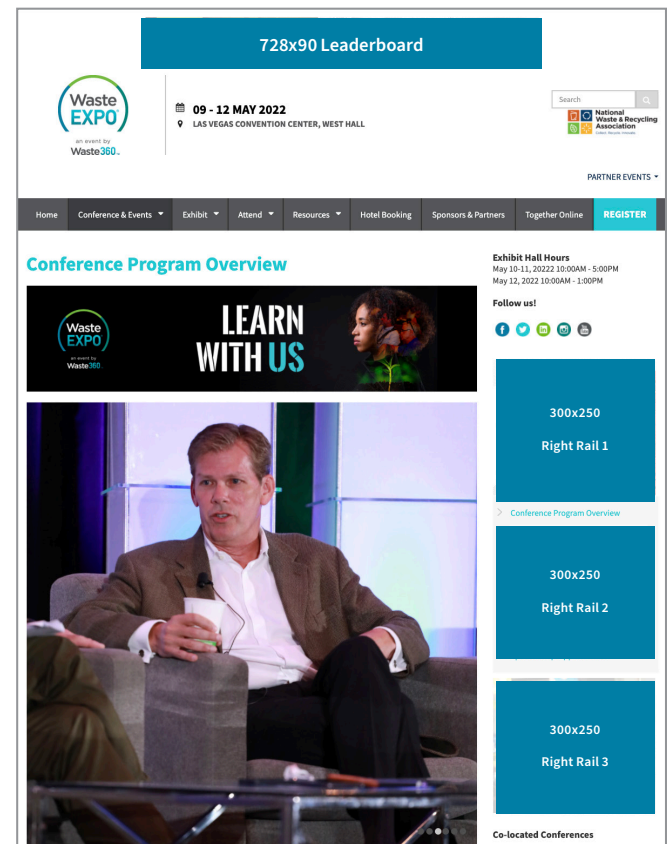 728x90 Leaderboard
Waste
EXPO
an event by
Waste360
09 - 12 MAY 2022
LAS VEGAS CONVENTION CENTER, WEST HALL
Search
National
Waste & Recycling
Association
PARTNER EVENTS
Home Conference & Events Exhibit Attend Resources Hotel Booking Sponsors & Partners Together Online REGISTER
Conference Program Overview
Waste
EXPO
an event by
Waste360
LEARN
WITH US
Exhibit Hall Hours
May 10-11, 20222 10:00AM - 5:00PM
May 12, 2022 10:00AM - 1:00PM
Follow us!
300x250
Right Rail 1
Conference Program Overview
300x250
Right Rail 2
300x250
Right Rail 3
Co-located Conferences